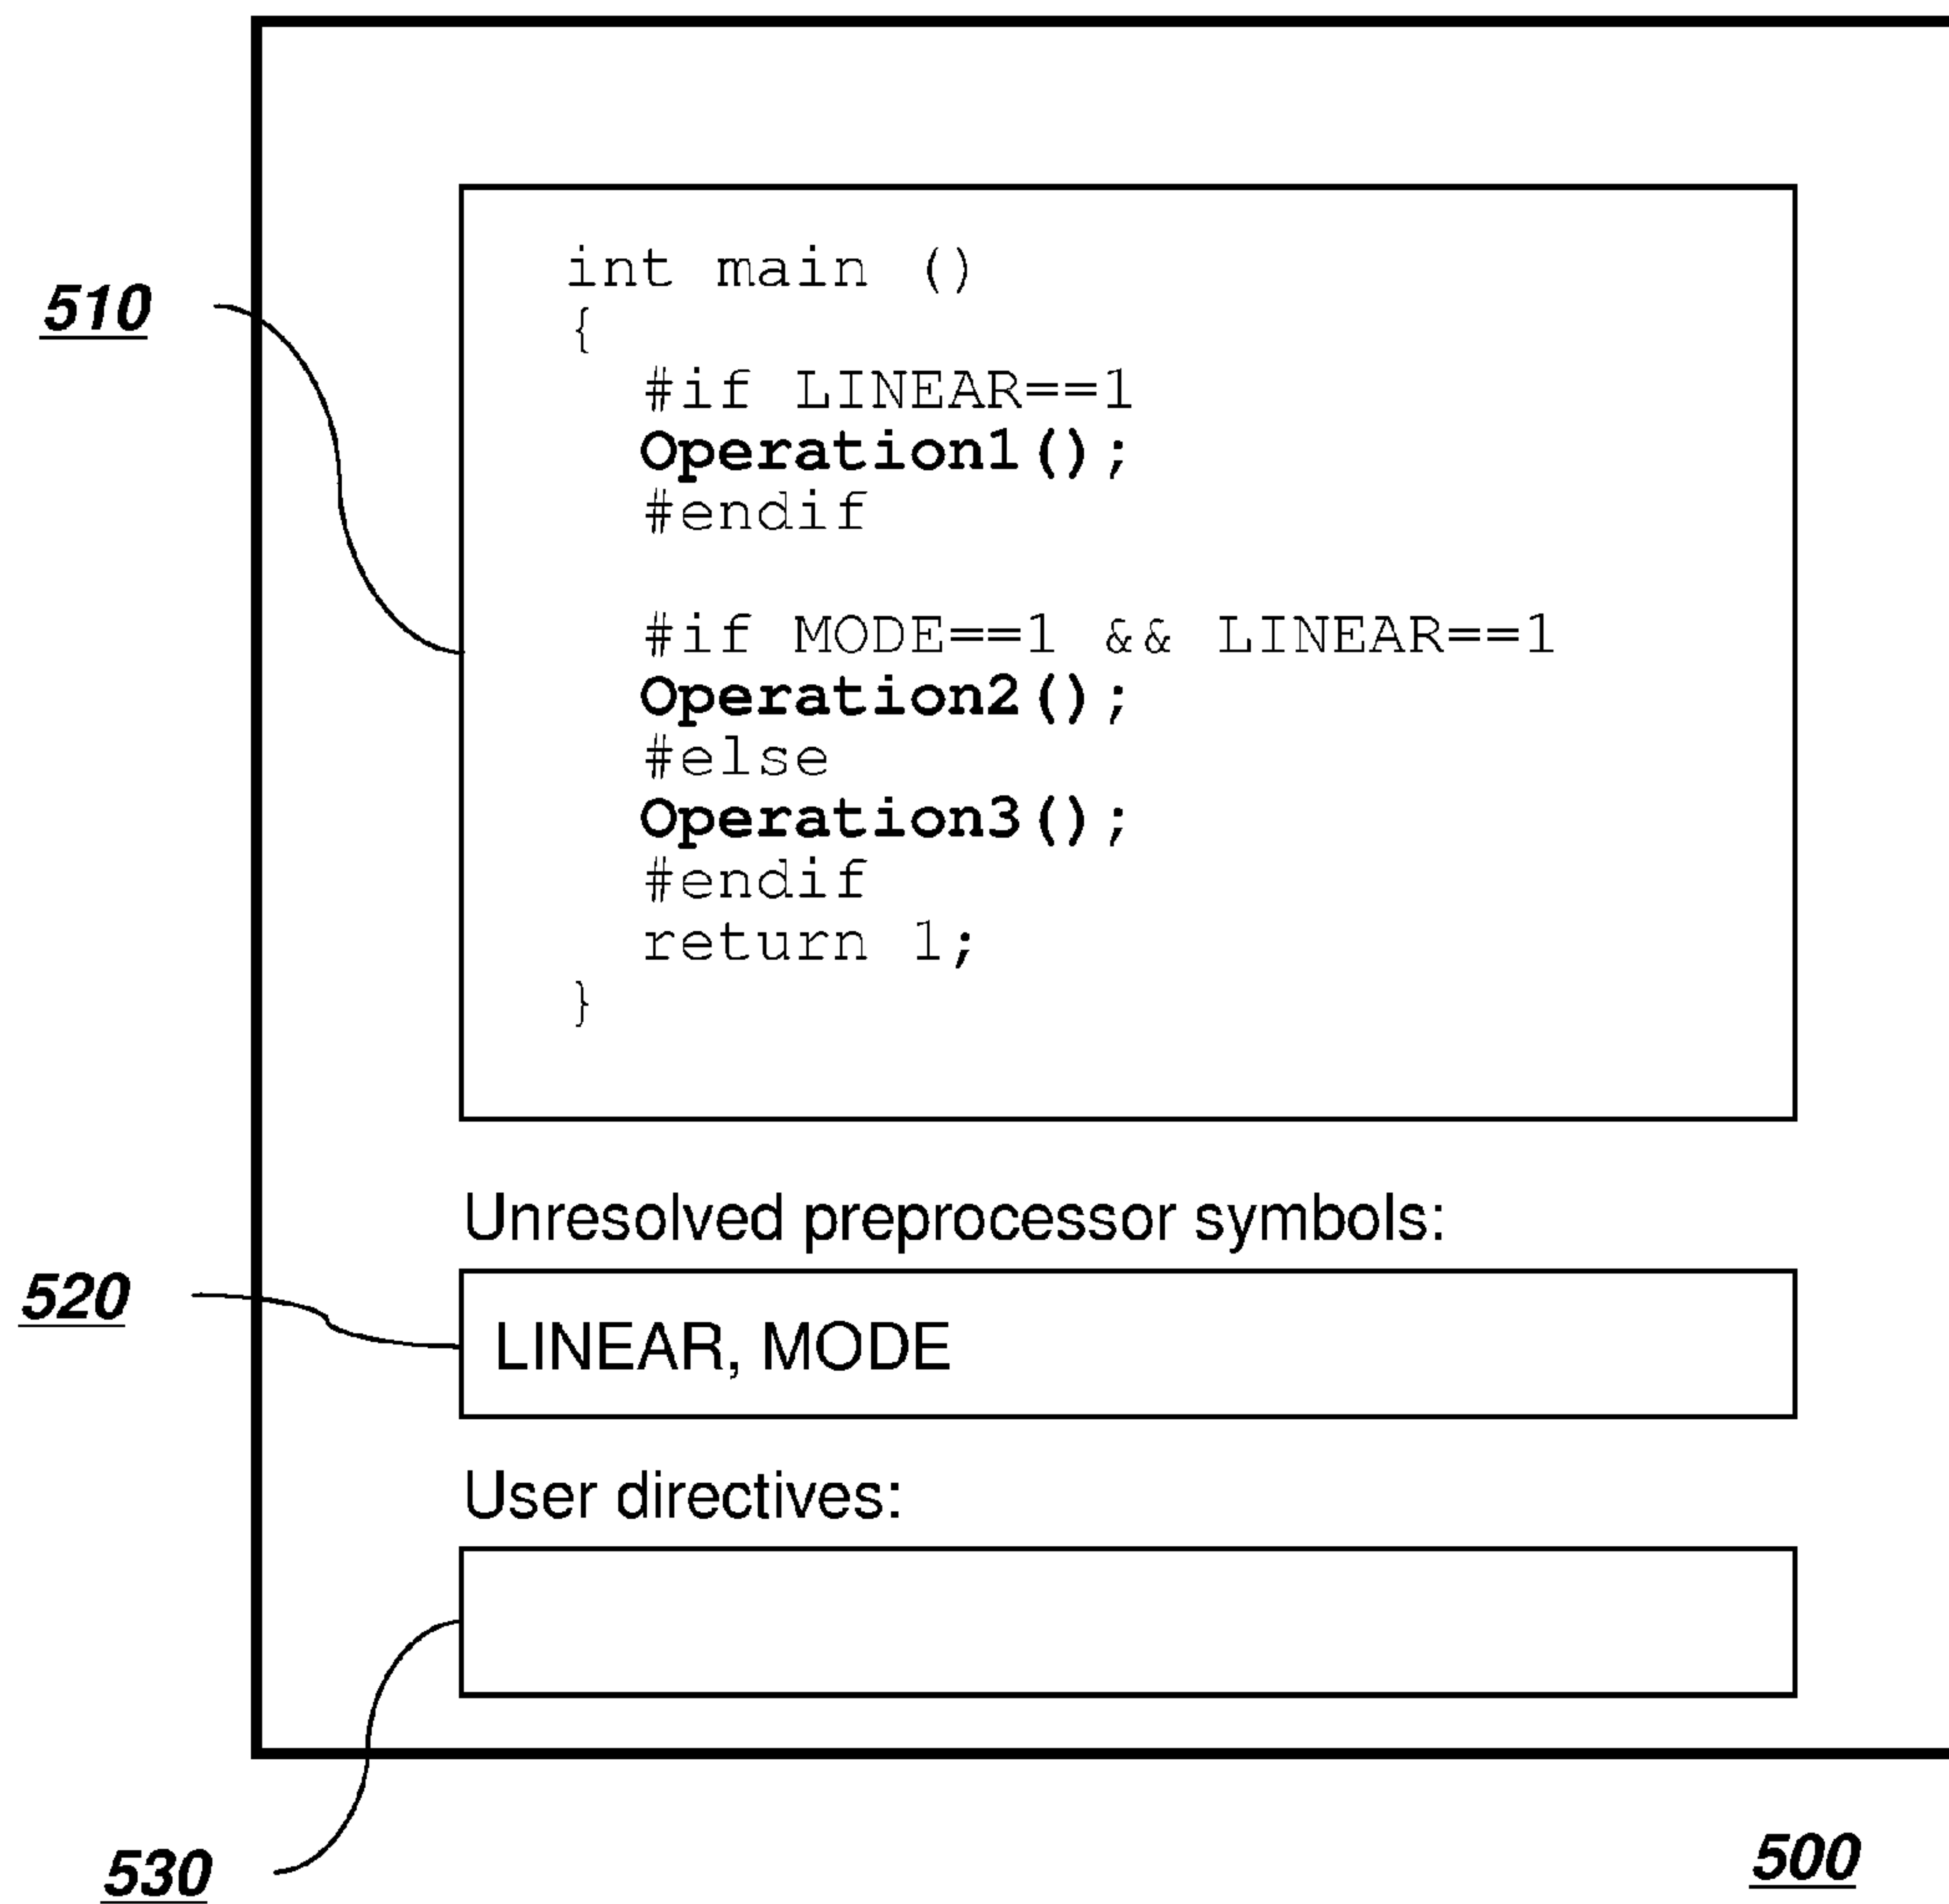 int main ()
510
{
#if LINEAR==1
Operation1();
#endif
#if MODE==1 && LINEAR==1
Operation2();
#else
Operation3();
#endif
return 1;
}
Unresolved preprocessor symbols:
520
LINEAR, MODE
User directives:
530
500